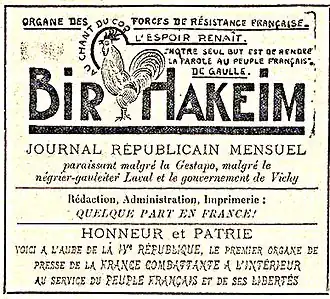 ORGANE DES FORCES DE RÉSISTANCE FRANÇAISE.
AU CHANT DU COQ
L'ESPOIR RENAÎT.
"NOTRE SEUL BUT EST DE RENDRE
LA PAROLE AU PEUPLE FRANÇAIS"
DE GAULLE.
BIR HAKEIM
JOURNAL RÉPUBLICAIN MENSUEL
paraissant malgré la Gestapo, malgré le
négrier-gauleiter Laval et le gouvernement de Vichy
Rédaction, Administration, Imprimerie :
QUELQUE PART EN FRANCE!
HONNEUR et PATRIE
VOICI A L'AUBE DE LA IVe RÉPUBLIQUE, LE PREMIER ORGANE DE
PRESSE DE LA KRANCE COMBATTANTE A L'INTÉRIEUR
AU SERVICE DU PEUPLE FRANÇAIS ET DE SES LIBERTÉS